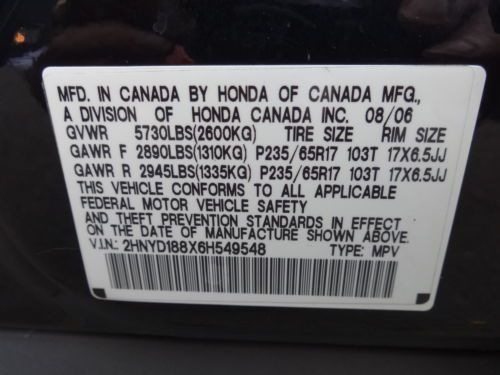 MFD. IN CANADA BY HONDA OF CANADA MFG.,
A DIVISION OF HONDA CANADA INC. 08/06
GVWR 5730LBS(2600KG) TIRE SIZE RIM SIZE
GAWR F 2890LBS(1310KG) P235/65R17 103T 17X6.5JJ
GAWR R 2945LBS(1335KG) P235/65R17 103T 17X6.5JJ
THIS VEHICLE CONFORMS TO ALL APPLICABLE
FEDERAL MOTOR VEHICLE SAFETY
AND THEFT PREVENTION STANDARDS IN EFFECT
ON THE DATE OF MANUFACTURE SHOWN ABOVE.
V.I.N.: 2HNYD188X6H549548 TYPE: MPV